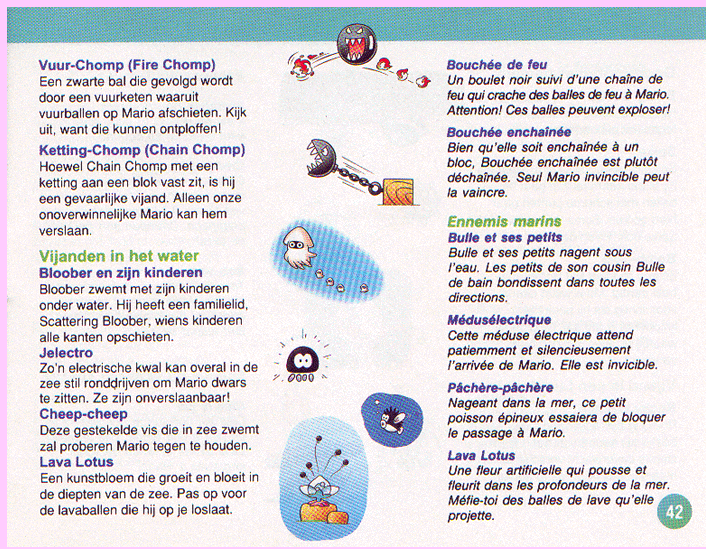 Vuur-Chomp (Fire Chomp)
Een zwarte bal die gevolgd wordt
door een vuurketen waaruit
vuurballen op Mario afschieten. Kijk
uit, want die kunnen ontploffen!
Ketting-Chomp (Chain Chomp)
Hoewel Chain Chomp met een
ketting aan een blok vast zit, is hij
een gevaarlijke vijand. Alleen onze
onoverwinnelijke Mario kan hem
verslaan.
Vijanden in het water
Bloober en zijn kinderen
Bloober zwemt met zijn kinderen
onder water. Hij heeft een familielid,
Scattering Bloober, wiens kinderen
alle kanten opschieten.
Jelectro
Zo'n electrische kwal kan overal in de
zee stil ronddrijven om Mario dwars
te zitten. Ze zijn onverslaanbaar!
Cheep-cheep
Deze gestekelde vis die in zee zwemt
zal proberen Mario tegen te houden.
Lava Lotus
Een kunstbloem die groeit en bloeit in
de diepten van de zee. Pas op voor
de lavaballen die hij op je loslaat.
Bouchée de feu
Un boulet noir suivi d'une chaîne de
feu qui crache des balles de feu à Mario.
Attention! Ces balles peuvent exploser!
Bouchée enchaînée
Bien qu'elle soit enchaînée à un
bloc, Bouchée enchaînée est plutôt
déchaînée. Seul Mario invincible peut
la vaincre.
Ennemis marins
Bulle et ses petits
Bulle et ses petits nagent sous
l'eau. Les petits de son cousin Bulle
de bain bondissent dans toutes les
directions.
Médusélectrique
Cette méduse électrique attend
patiemment et silencieusement
l'arrivée de Mario. Elle est invicible.
Pâchère-pâchère
Nageant dans la mer, ce petit
poisson épineux essaiera de bloquer
le passage à Mario.
Lava Lotus
Une fleur artificielle qui pousse et
fleurit dans les profondeurs de la mer.
Méfie-toi des balles de lave qu'elle
projette.
42